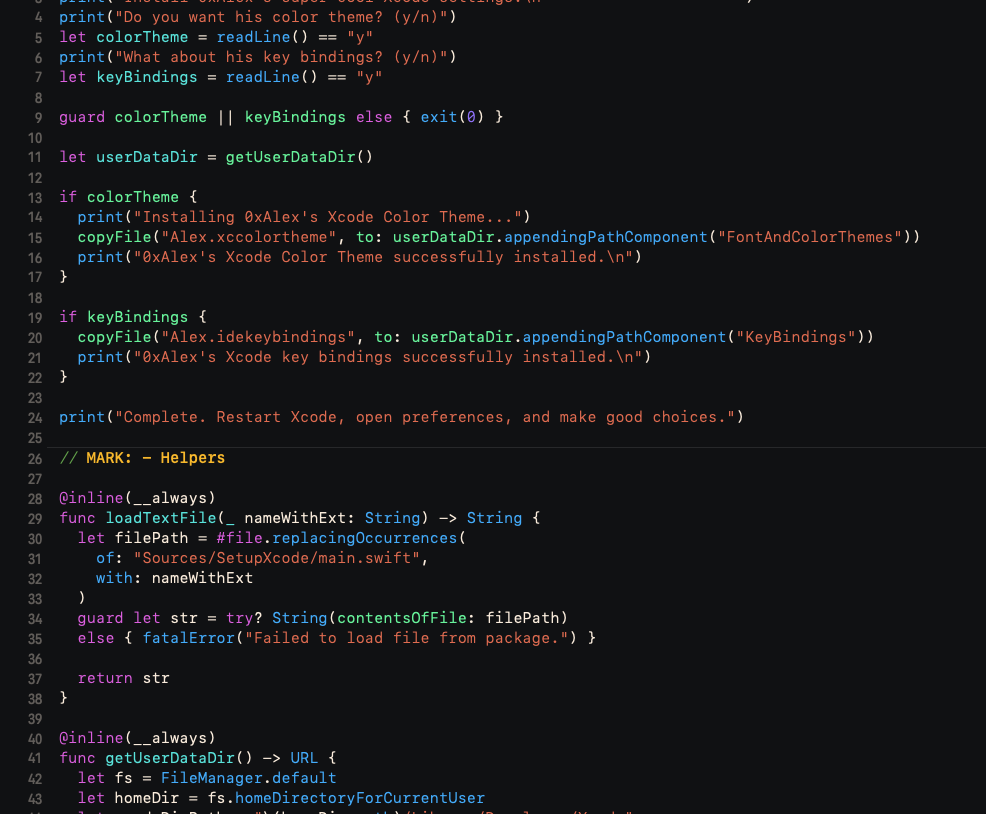 4 print("Do you want his color theme? (y/n)")
5 let colorTheme = readLine() == "y"
6 print("What about his key bindings? (y/n)")
7 let keyBindings = readLine() == "y"
8
9 guard colorTheme || keyBindings else { exit(0) }
10
11 let userDataDir = getUserDataDir()
12
13 if colorTheme {
14   print("Installing 0xAlex's Xcode Color Theme...")
15   copyFile("Alex.xccolortheme", to: userDataDir.appendingPathComponent("FontAndColorThemes"))
16   print("0xAlex's Xcode Color Theme successfully installed.\n")
17 }
18
19 if keyBindings {
20   copyFile("Alex.idekeybindings", to: userDataDir.appendingPathComponent("KeyBindings"))
21   print("0xAlex's Xcode key bindings successfully installed.\n")
22 }
23
24 print("Complete. Restart Xcode, open preferences, and make good choices.")
25
26 // MARK: - Helpers
27
28 @inline(__always)
29 func loadTextFile(_ nameWithExt: String) -> String {
30   let filePath = #file.replacingOccurrences(
31     of: "Sources/SetupXcode/main.swift",
32     with: nameWithExt
33   )
34   guard let str = try? String(contentsOfFile: filePath)
35   else { fatalError("Failed to load file from package.") }
36
37   return str
38 }
39
40 @inline(__always)
41 func getUserDataDir() -> URL {
42   let fs = FileManager.default
43   let homeDir = fs.homeDirectoryForCurrentUser